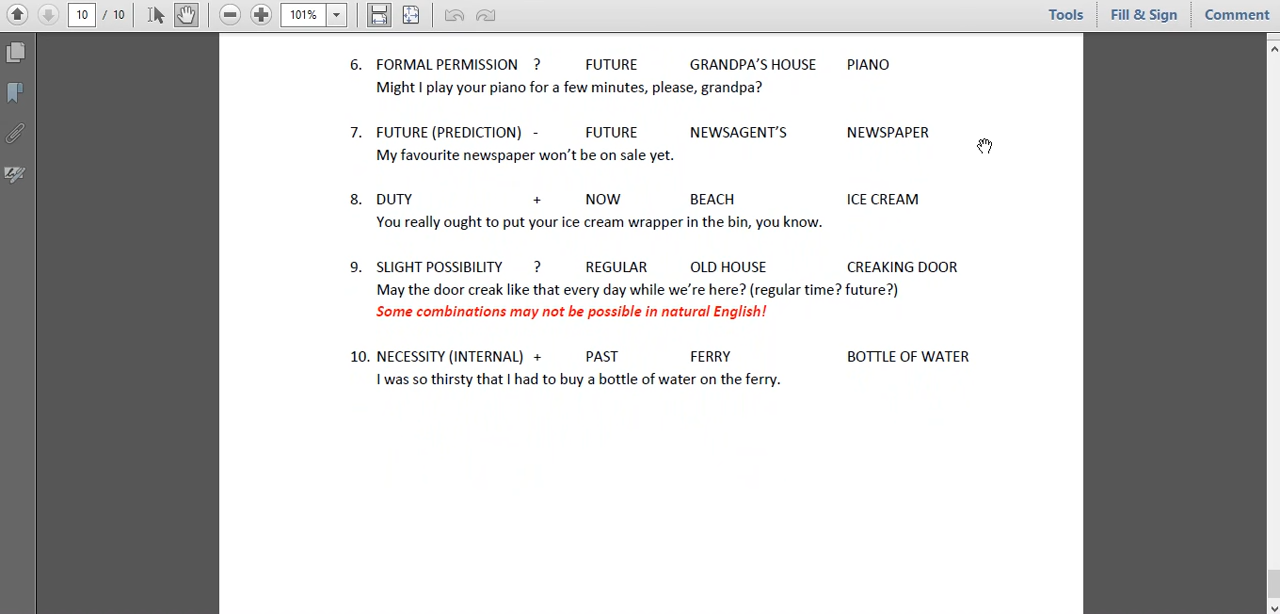 10 / 10 101% Tools Fill & Sign Comment
6. FORMAL PERMISSION ? FUTURE GRANDPA'S HOUSE PIANO
Might I play your piano for a few minutes, please, grandpa?
7. FUTURE (PREDICTION) - FUTURE NEWSAGENT'S NEWSPAPER
My favourite newspaper won't be on sale yet.
8. DUTY + NOW BEACH ICE CREAM
You really ought to put your ice cream wrapper in the bin, you know.
9. SLIGHT POSSIBILITY ? REGULAR OLD HOUSE CREAKING DOOR
May the door creak like that every day while we're here? (regular time? future?)
Some combinations may not be possible in natural English!
10. NECESSITY (INTERNAL) + PAST FERRY BOTTLE OF WATER
I was so thirsty that I had to buy a bottle of water on the ferry.